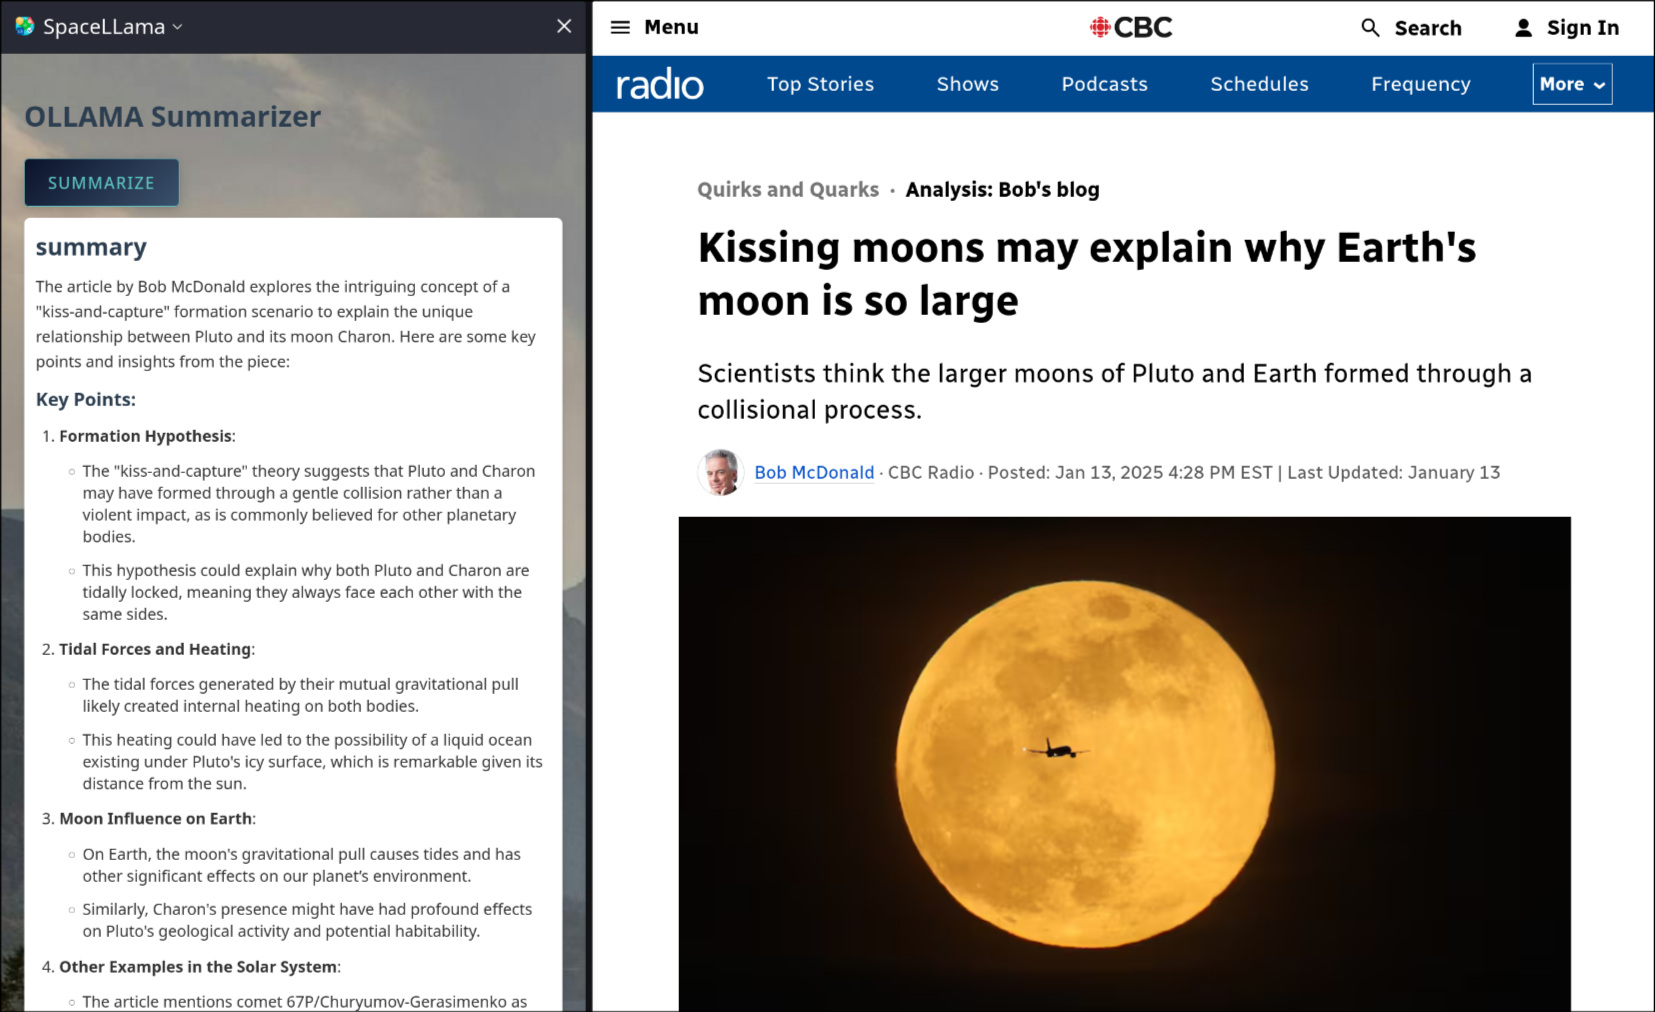 SpaceLLama
OLLAMA Summarizer
SUMMARIZE
summary
The article by Bob McDonald explores the intriguing concept of a
"kiss-and-capture" formation scenario to explain the unique
relationship between Pluto and its moon Charon. Here are some key
points and insights from the piece:
Key Points:
1. Formation Hypothesis:
The "kiss-and-capture" theory suggests that Pluto and Charon
may have formed through a gentle collision rather than a
violent impact, as is commonly believed for other planetary
bodies.
This hypothesis could explain why both Pluto and Charon are
tidally locked, meaning they always face each other with the
same sides.
2. Tidal Forces and Heating:
The tidal forces generated by their mutual gravitational pull
likely created internal heating on both bodies.
This heating could have led to the possibility of a liquid ocean
existing under Pluto's icy surface, which is remarkable given its
distance from the sun.
3. Moon Influence on Earth:
On Earth, the moon's gravitational pull causes tides and has
other significant effects on our planet's environment.
Similarly, Charon's presence might have had profound effects
on Pluto's geological activity and potential habitability.
4. Other Examples in the Solar System:
The article mentions comet 67P/Churyumov-Gerasimenko as
Menu
CBC
Search
Sign In
radio
Top Stories
Shows
Podcasts
Schedules
Frequency
More
Quirks and Quarks · Analysis: Bob's blog
Kissing moons may explain why Earth's
moon is so large
Scientists think the larger moons of Pluto and Earth formed through a
collisional process.
Bob McDonald · CBC Radio · Posted: Jan 13, 2025 4:28 PM EST | Last Updated: January 13